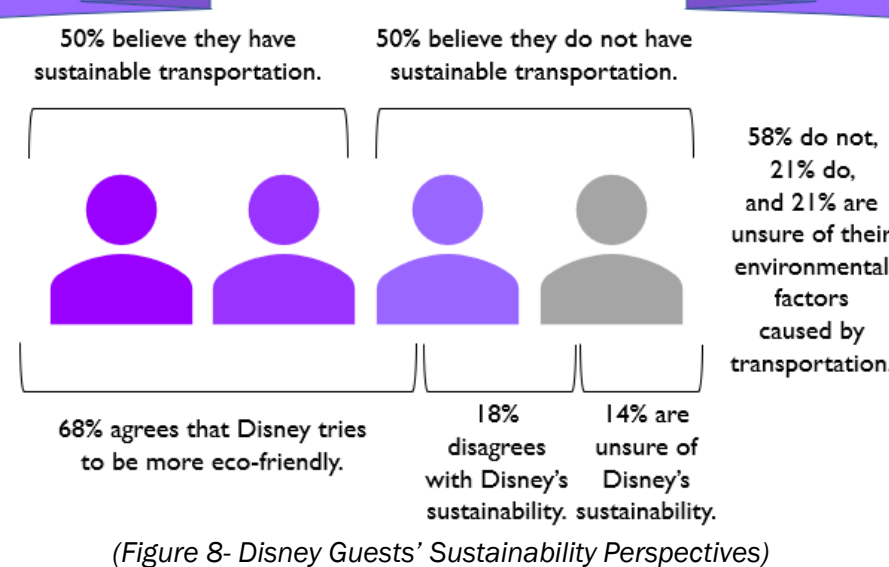 50% believe they have
sustainable transportation.
50% believe they do not have
sustainable transportation.
58% do not,
21% do,
and 21% are
unsure of their
environmental
factors
caused by
transportation.
68% agrees that Disney tries
to be more eco-friendly.
18%
disagrees
with Disney's
sustainability.
14% are
unsure of
Disney's
sustainability.
(Figure 8- Disney Guests' Sustainability Perspectives)